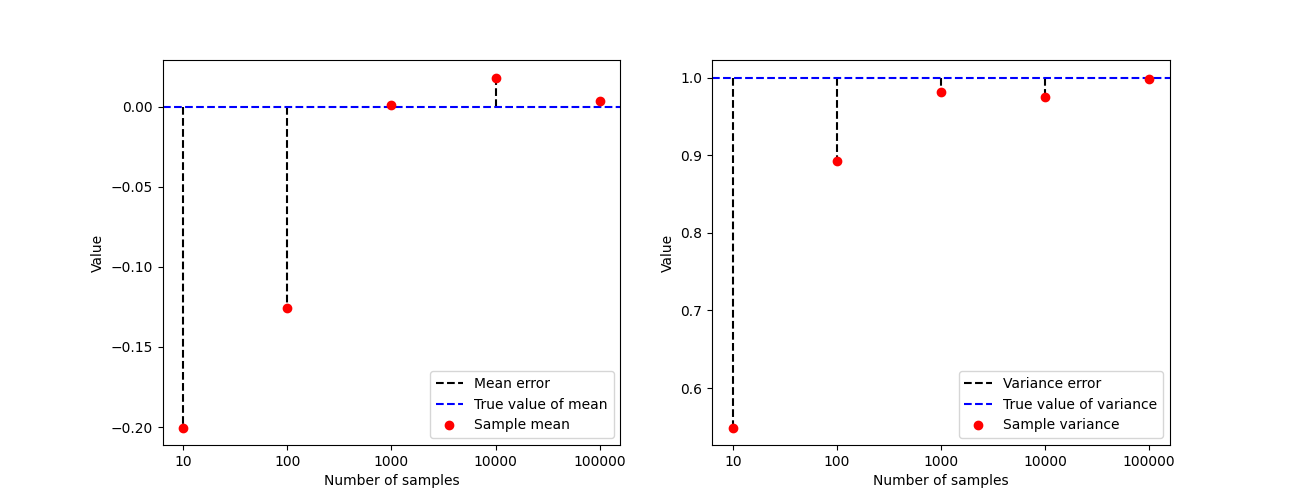 0.00
−0.05
−0.10
−0.15
−0.20
Value
10 100 1000 10000 100000
Number of samples
Mean error
True value of mean
Sample mean
1.0
0.9
0.8
0.7
0.6
Value
10 100 1000 10000 100000
Number of samples
Variance error
True value of variance
Sample variance